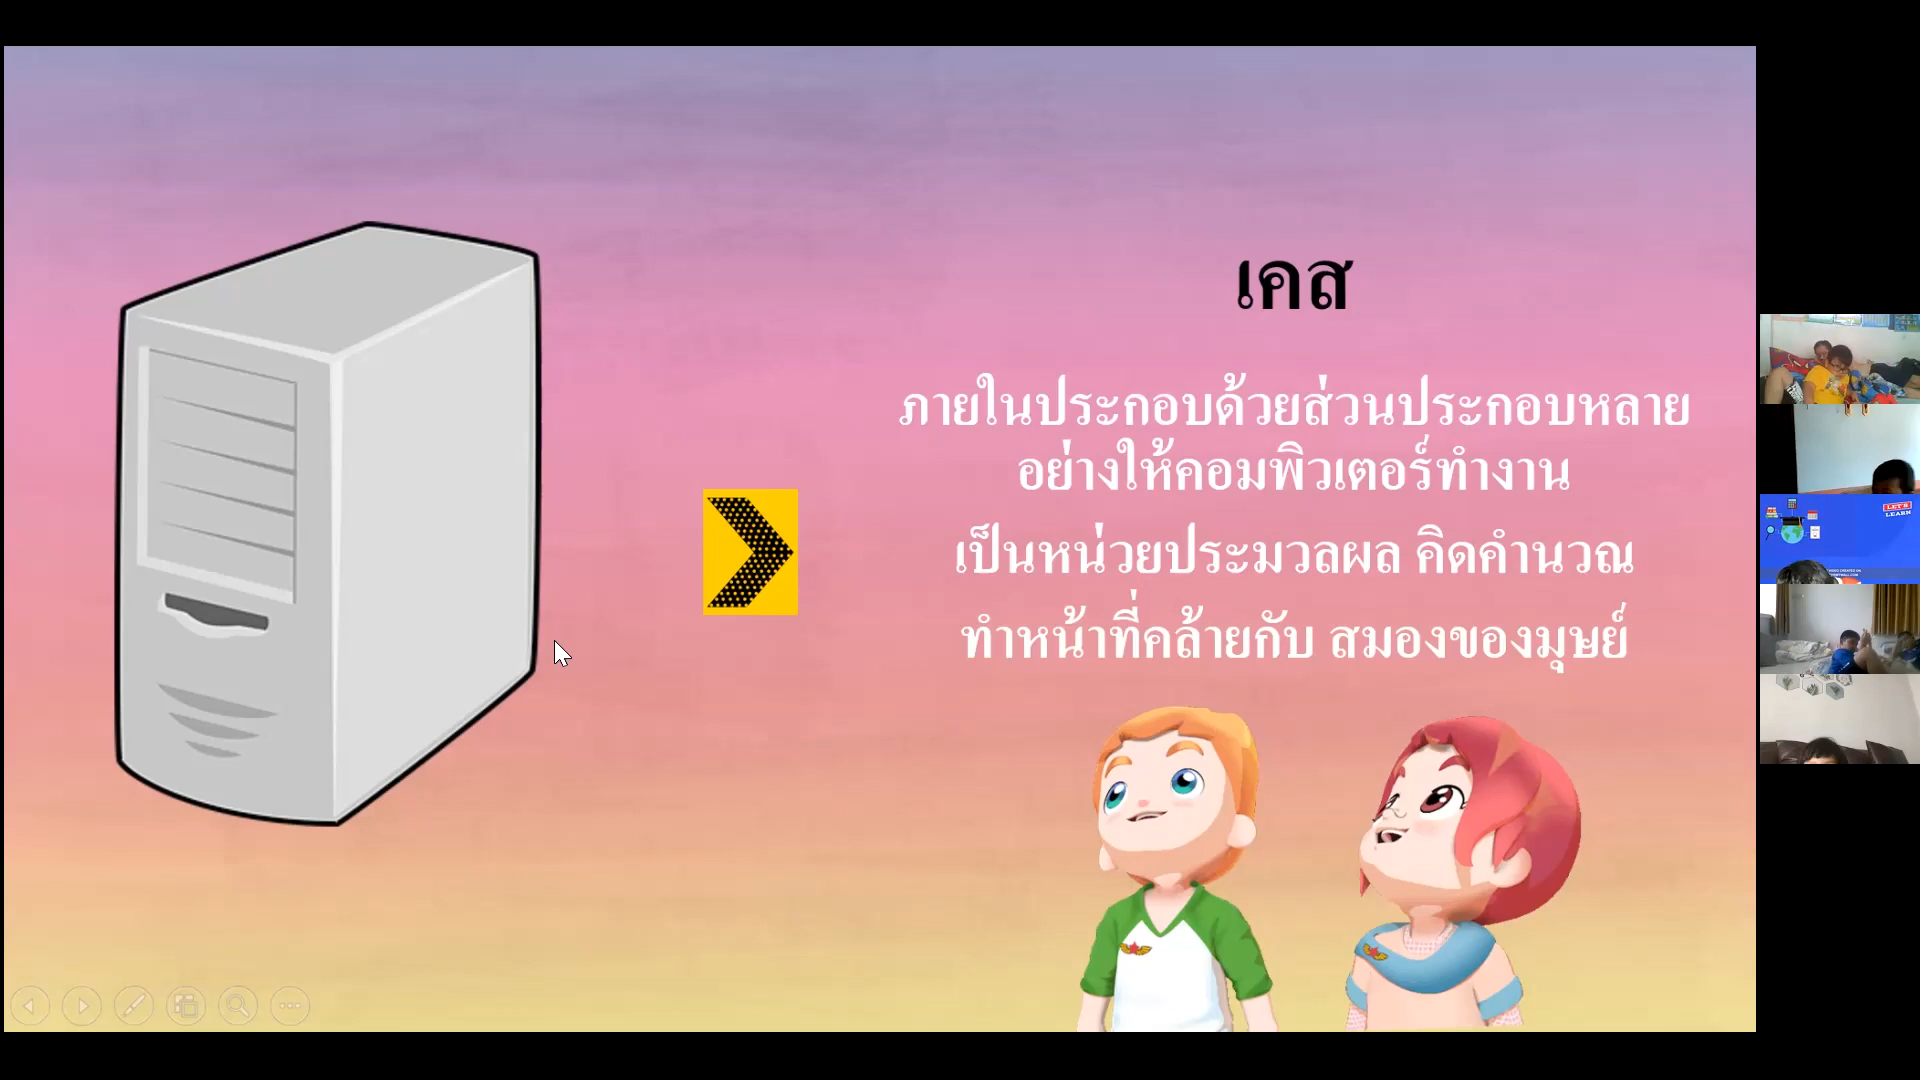 เคส
ภายในประกอบด้วยส่วนประกอบหลาย
อย่างให้คอมพิวเตอร์ทำงาน
เป็นหน่วยประมวลผล คิดคำนวณ
ทำหน้าที่คล้ายกับ สมองของมุษย์
LET'S
LEARN